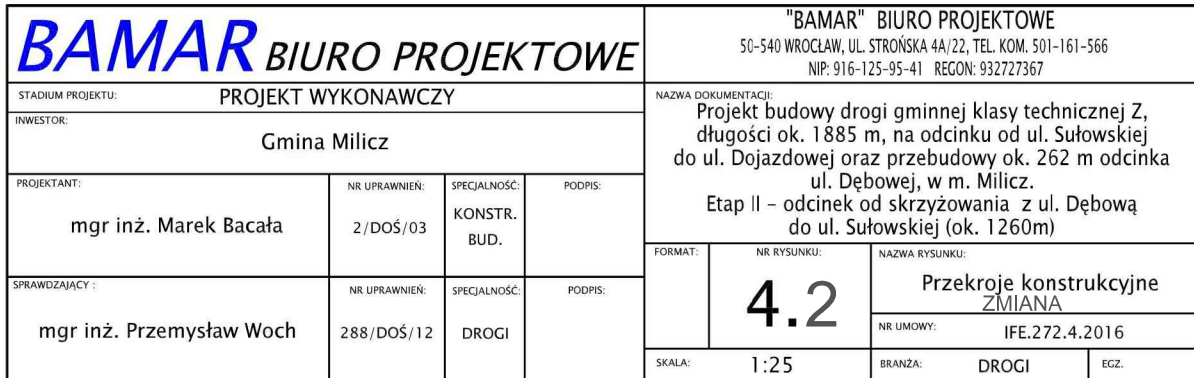 BAMAR BIURO PROJEKTOWE
"BAMAR" BIURO PROJEKTOWE
50-540 WROCŁAW, UL. STROŃSKA 4A/22, TEL. KOM. 501-161-566
NIP: 916-125-95-41 REGON: 932727367
STADIUM PROJEKTU: PROJEKT WYKONAWCZY
INWESTOR:
Gmina Milicz
NAZWA DOKUMENTACJI:
Projekt budowy drogi gminnej klasy technicznej Z,
długości ok. 1885 m, na odcinku od ul. Sułowskiej
do ul. Dojazdowej oraz przebudowy ok. 262 m odcinka
ul. Dębowej, w m. Milicz.
Etap II – odcinek od skrzyżowania z ul. Dębową
do ul. Sułowskiej (ok. 1260m)
PROJEKTANT: NR UPRAWNIEŃ: SPECJALNOŚĆ: PODPIS:
mgr inż. Marek Bacała 2/DOŚ/03 KONSTR.
BUD.
SPRAWDZAJĄCY : NR UPRAWNIEŃ: SPECJALNOŚĆ: PODPIS:
mgr inż. Przemysław Woch 288/DOŚ/12 DROGI
FORMAT: NR RYSUNKU: NAZWA RYSUNKU:
4.2
Przekroje konstrukcyjne
ZMIANA
NR UMOWY: IFE.272.4.2016
SKALA: 1:25 BRANŻA: DROGI EGZ.